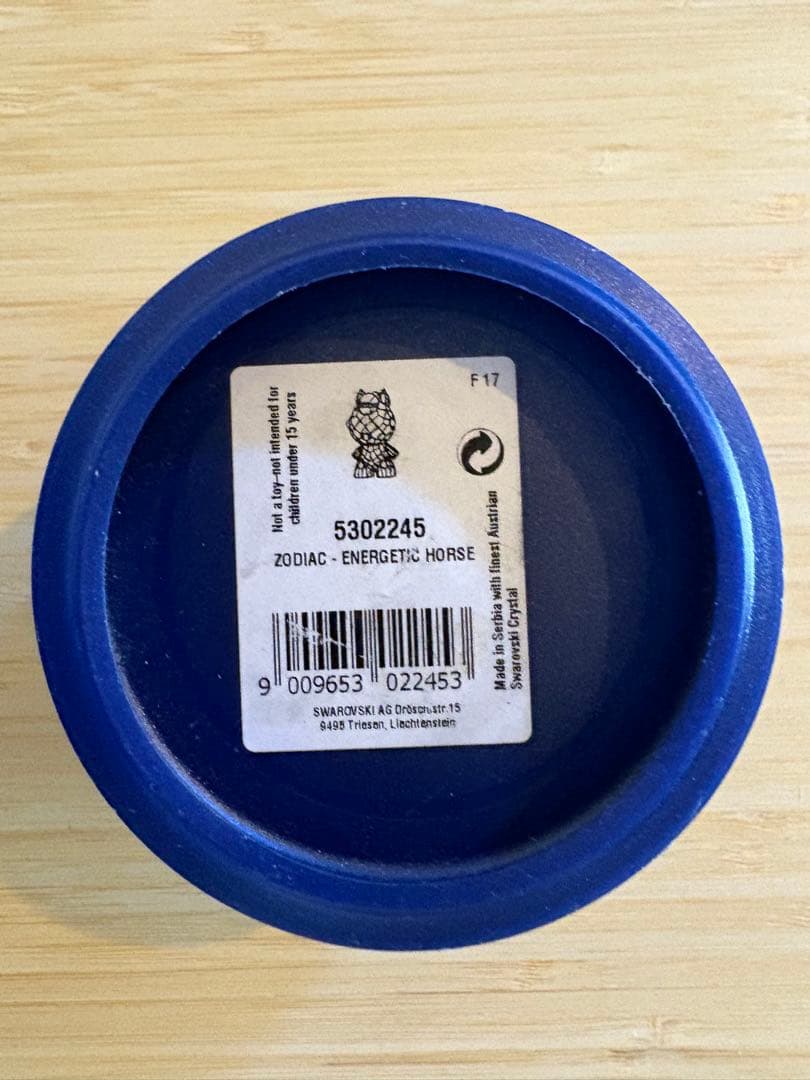 F 17
Not a toy–not intended for
children under 15 years
5302245
ZODIAC - ENERGETIC HORSE
Made in Serbia with finest Austrian
Swarovski Crystal
9 009653 022453
SWAROVSKI AG Dröschistr.15
9495 Triesen, Liechtenstein